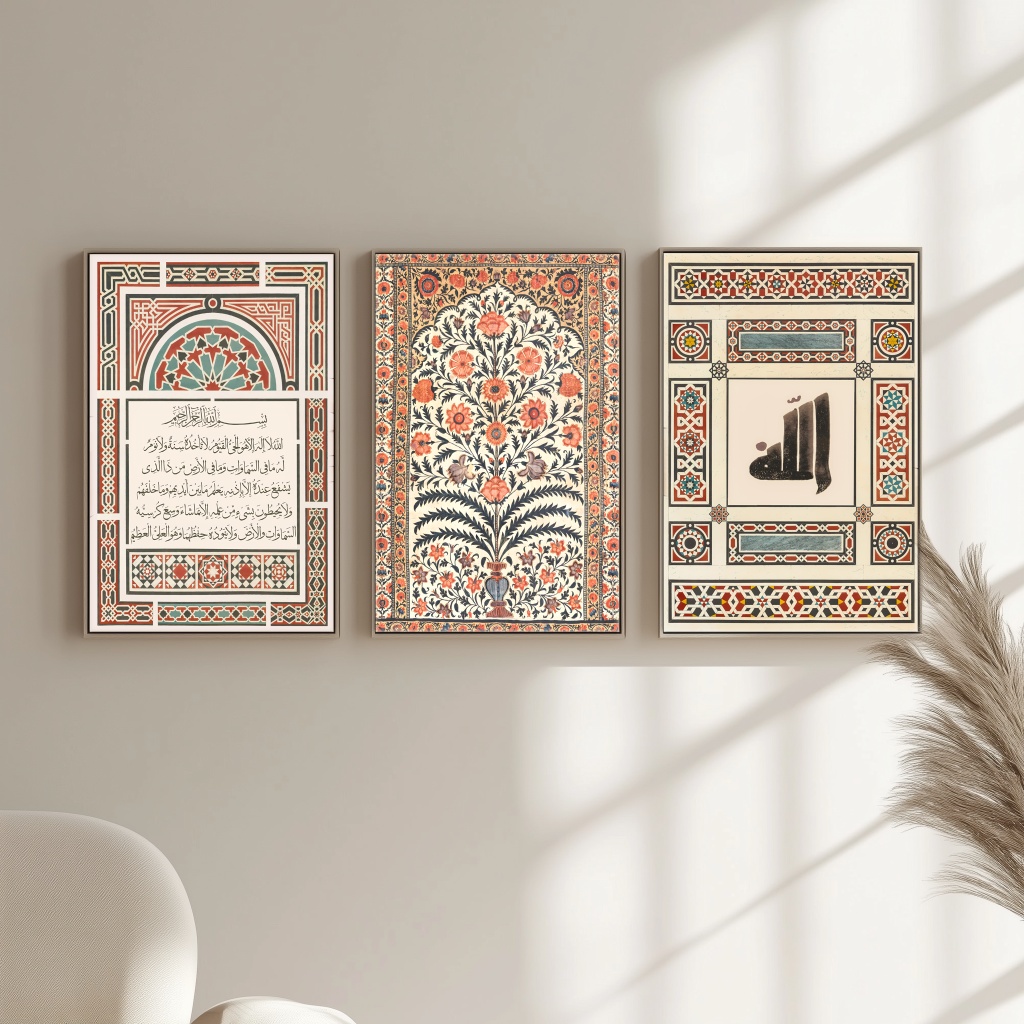 بسم الله الرحمن الرحيم
الله لا إله إلا هو الحي القيوم لا تأخذه سنة ولا نوم
له ما في السماوات وما في الأرض من ذا الذي
يشفع عنده إلا بإذنه يعلم ما بين أيديهم وما خلفهم
ولا يحيطون بشيء من علمه إلا بما شاء وسع كرسيه
السماوات والأرض ولا يئوده حفظهما وهو العلي العظيم
الله